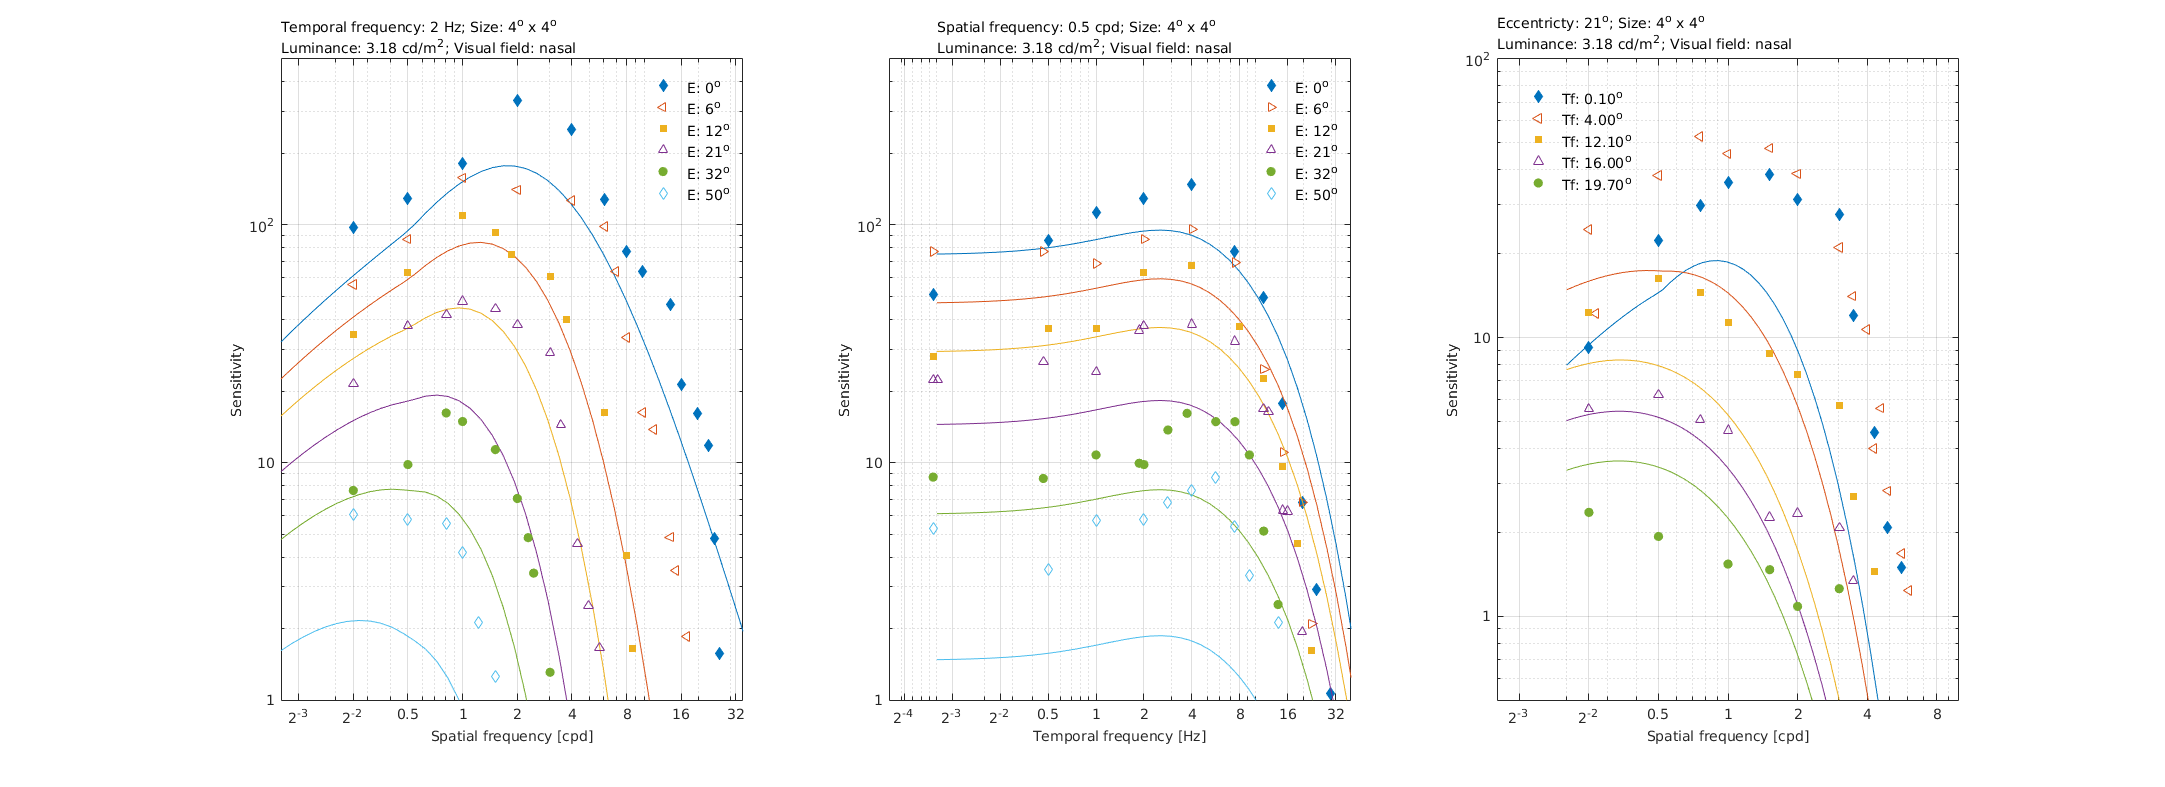 Temporal frequency: 2 Hz; Size: 4° x 4°
Luminance: 3.18 cd/m²; Visual field: nasal
E: 0°
E: 6°
E: 12°
E: 21°
E: 32°
E: 50°
10²
10
1
Sensitivity
2⁻³ 2⁻² 0.5 1 2 4 8 16 32
Spatial frequency [cpd]
Spatial frequency: 0.5 cpd; Size: 4° x 4°
Luminance: 3.18 cd/m²; Visual field: nasal
E: 0°
E: 6°
E: 12°
E: 21°
E: 32°
E: 50°
10²
10
1
Sensitivity
2⁻⁴ 2⁻³ 2⁻² 0.5 1 2 4 8 16 32
Temporal frequency [Hz]
Eccentricty: 21°; Size: 4° x 4°
Luminance: 3.18 cd/m²; Visual field: nasal
Tf: 0.10°
Tf: 4.00°
Tf: 12.10°
Tf: 16.00°
Tf: 19.70°
10²
10
1
Sensitivity
2⁻³ 2⁻² 0.5 1 2 4 8
Spatial frequency [cpd]